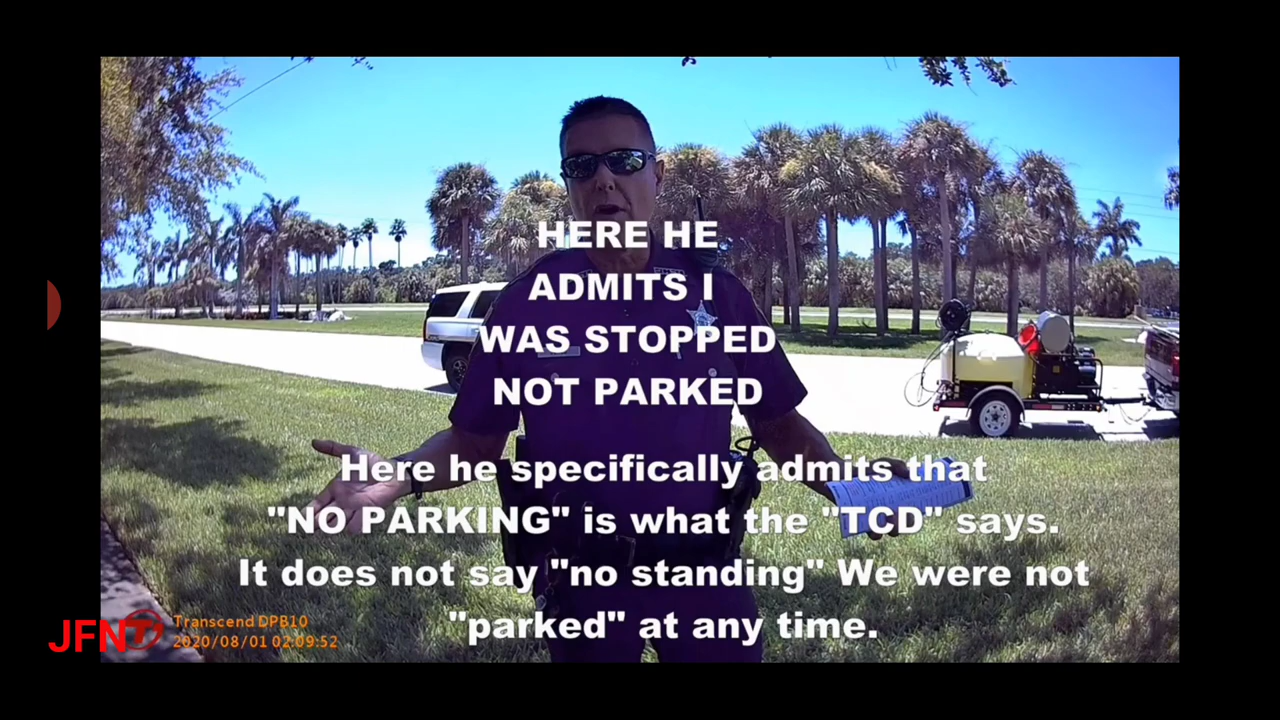 HERE HE
ADMITS I
WAS STOPPED
NOT PARKED
Here he specifically admits that
"NO PARKING" is what the "TCD" says.
It does not say "no standing" We were not
"parked" at any time.
JFN
Transcend DPB10
2020/08/01 02:09:52